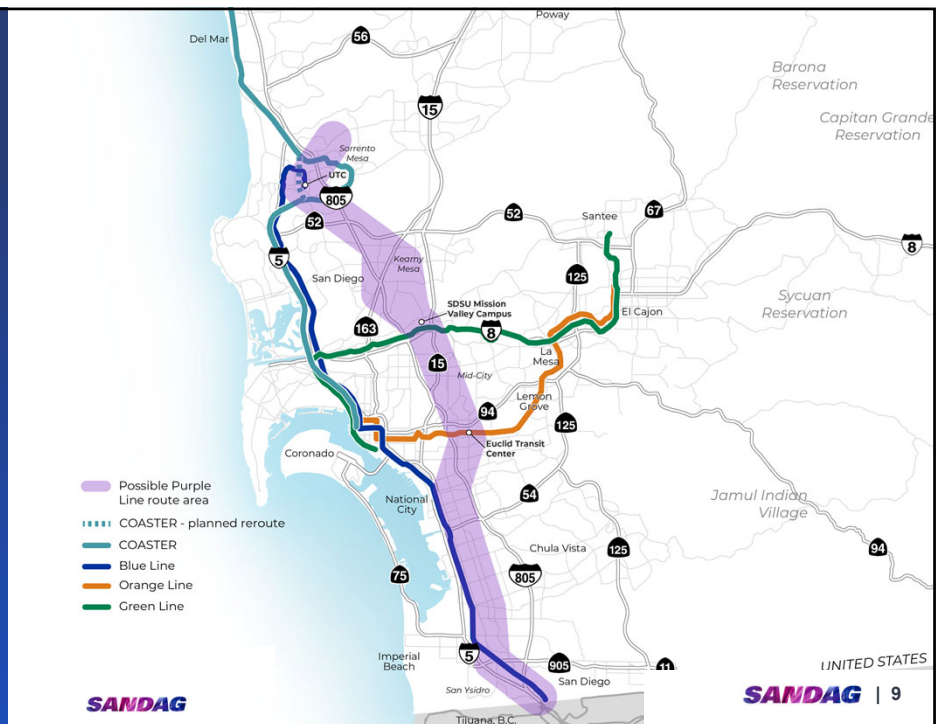 Poway
Del Mar
56
Barona
Reservation
15
Capitan Grande
Reservation
Sorrento
Mesa
UTC
805
52
52
Santee
67
5
8
Kearny
Mesa
San Diego
125
SDSU Mission
Valley Campus
El Cajon
Sycuan
Reservation
163
8
La
Mesa
15
Mid-City
Lemon
Grove
94
125
Euclid Transit
Center
Coronado
Possible Purple
Line route area
COASTER - planned reroute
COASTER
Blue Line
Orange Line
Green Line
National
City
54
Jamul Indian
Village
Chula Vista
125
94
75
805
Imperial
Beach
5
905
11
UNITED STATES
San Ysidro
San Diego
Tijuana, B.C.
SANDAG
SANDAG | 9